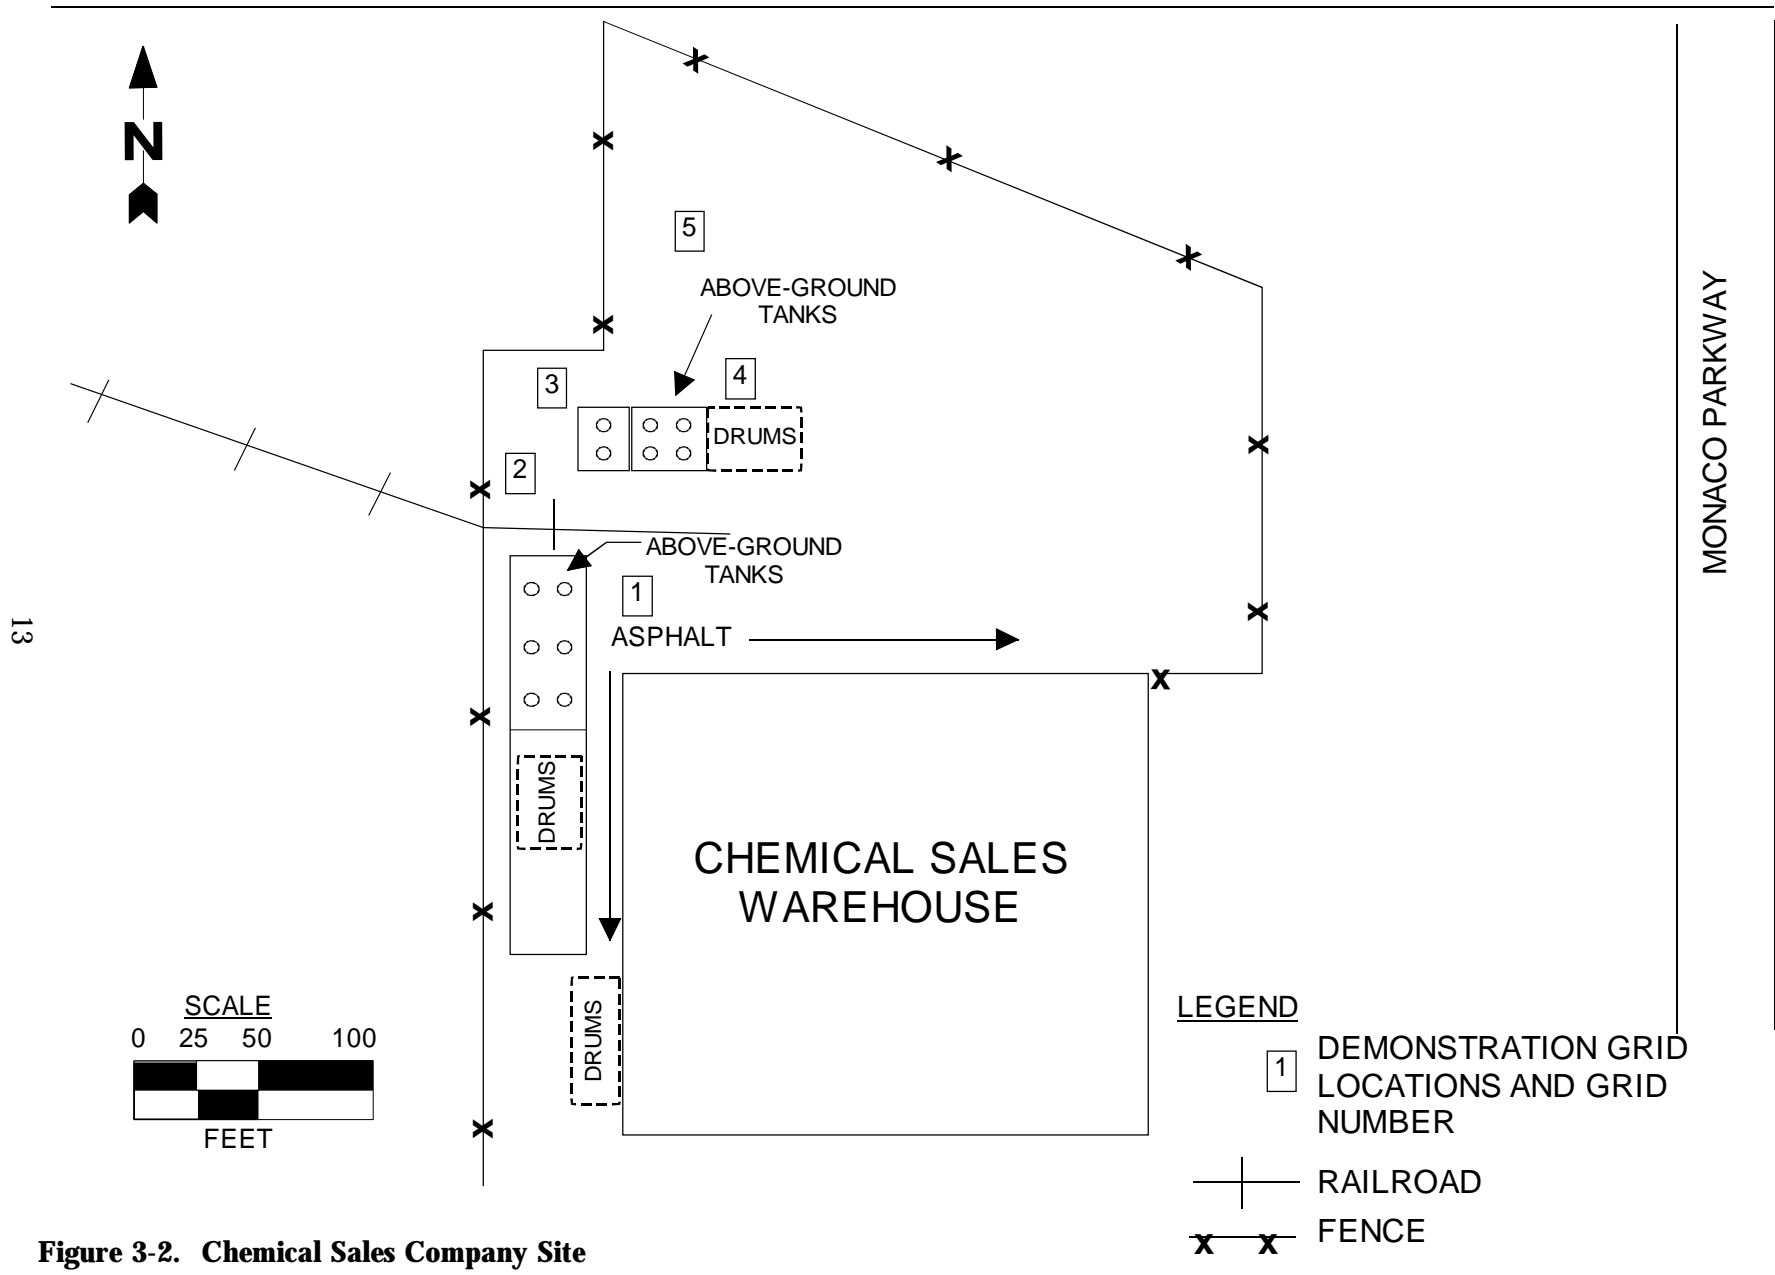 N
5
ABOVE-GROUND
TANKS
3
4
DRUMS
2
ABOVE-GROUND
TANKS
1
ASPHALT
MONACO PARKWAY
13
DRUMS
CHEMICAL SALES
WAREHOUSE
DRUMS
SCALE
0 25 50 100
FEET
LEGEND
1
DEMONSTRATION GRID
LOCATIONS AND GRID
NUMBER
RAILROAD
X X FENCE
Figure 3-2. Chemical Sales Company Site